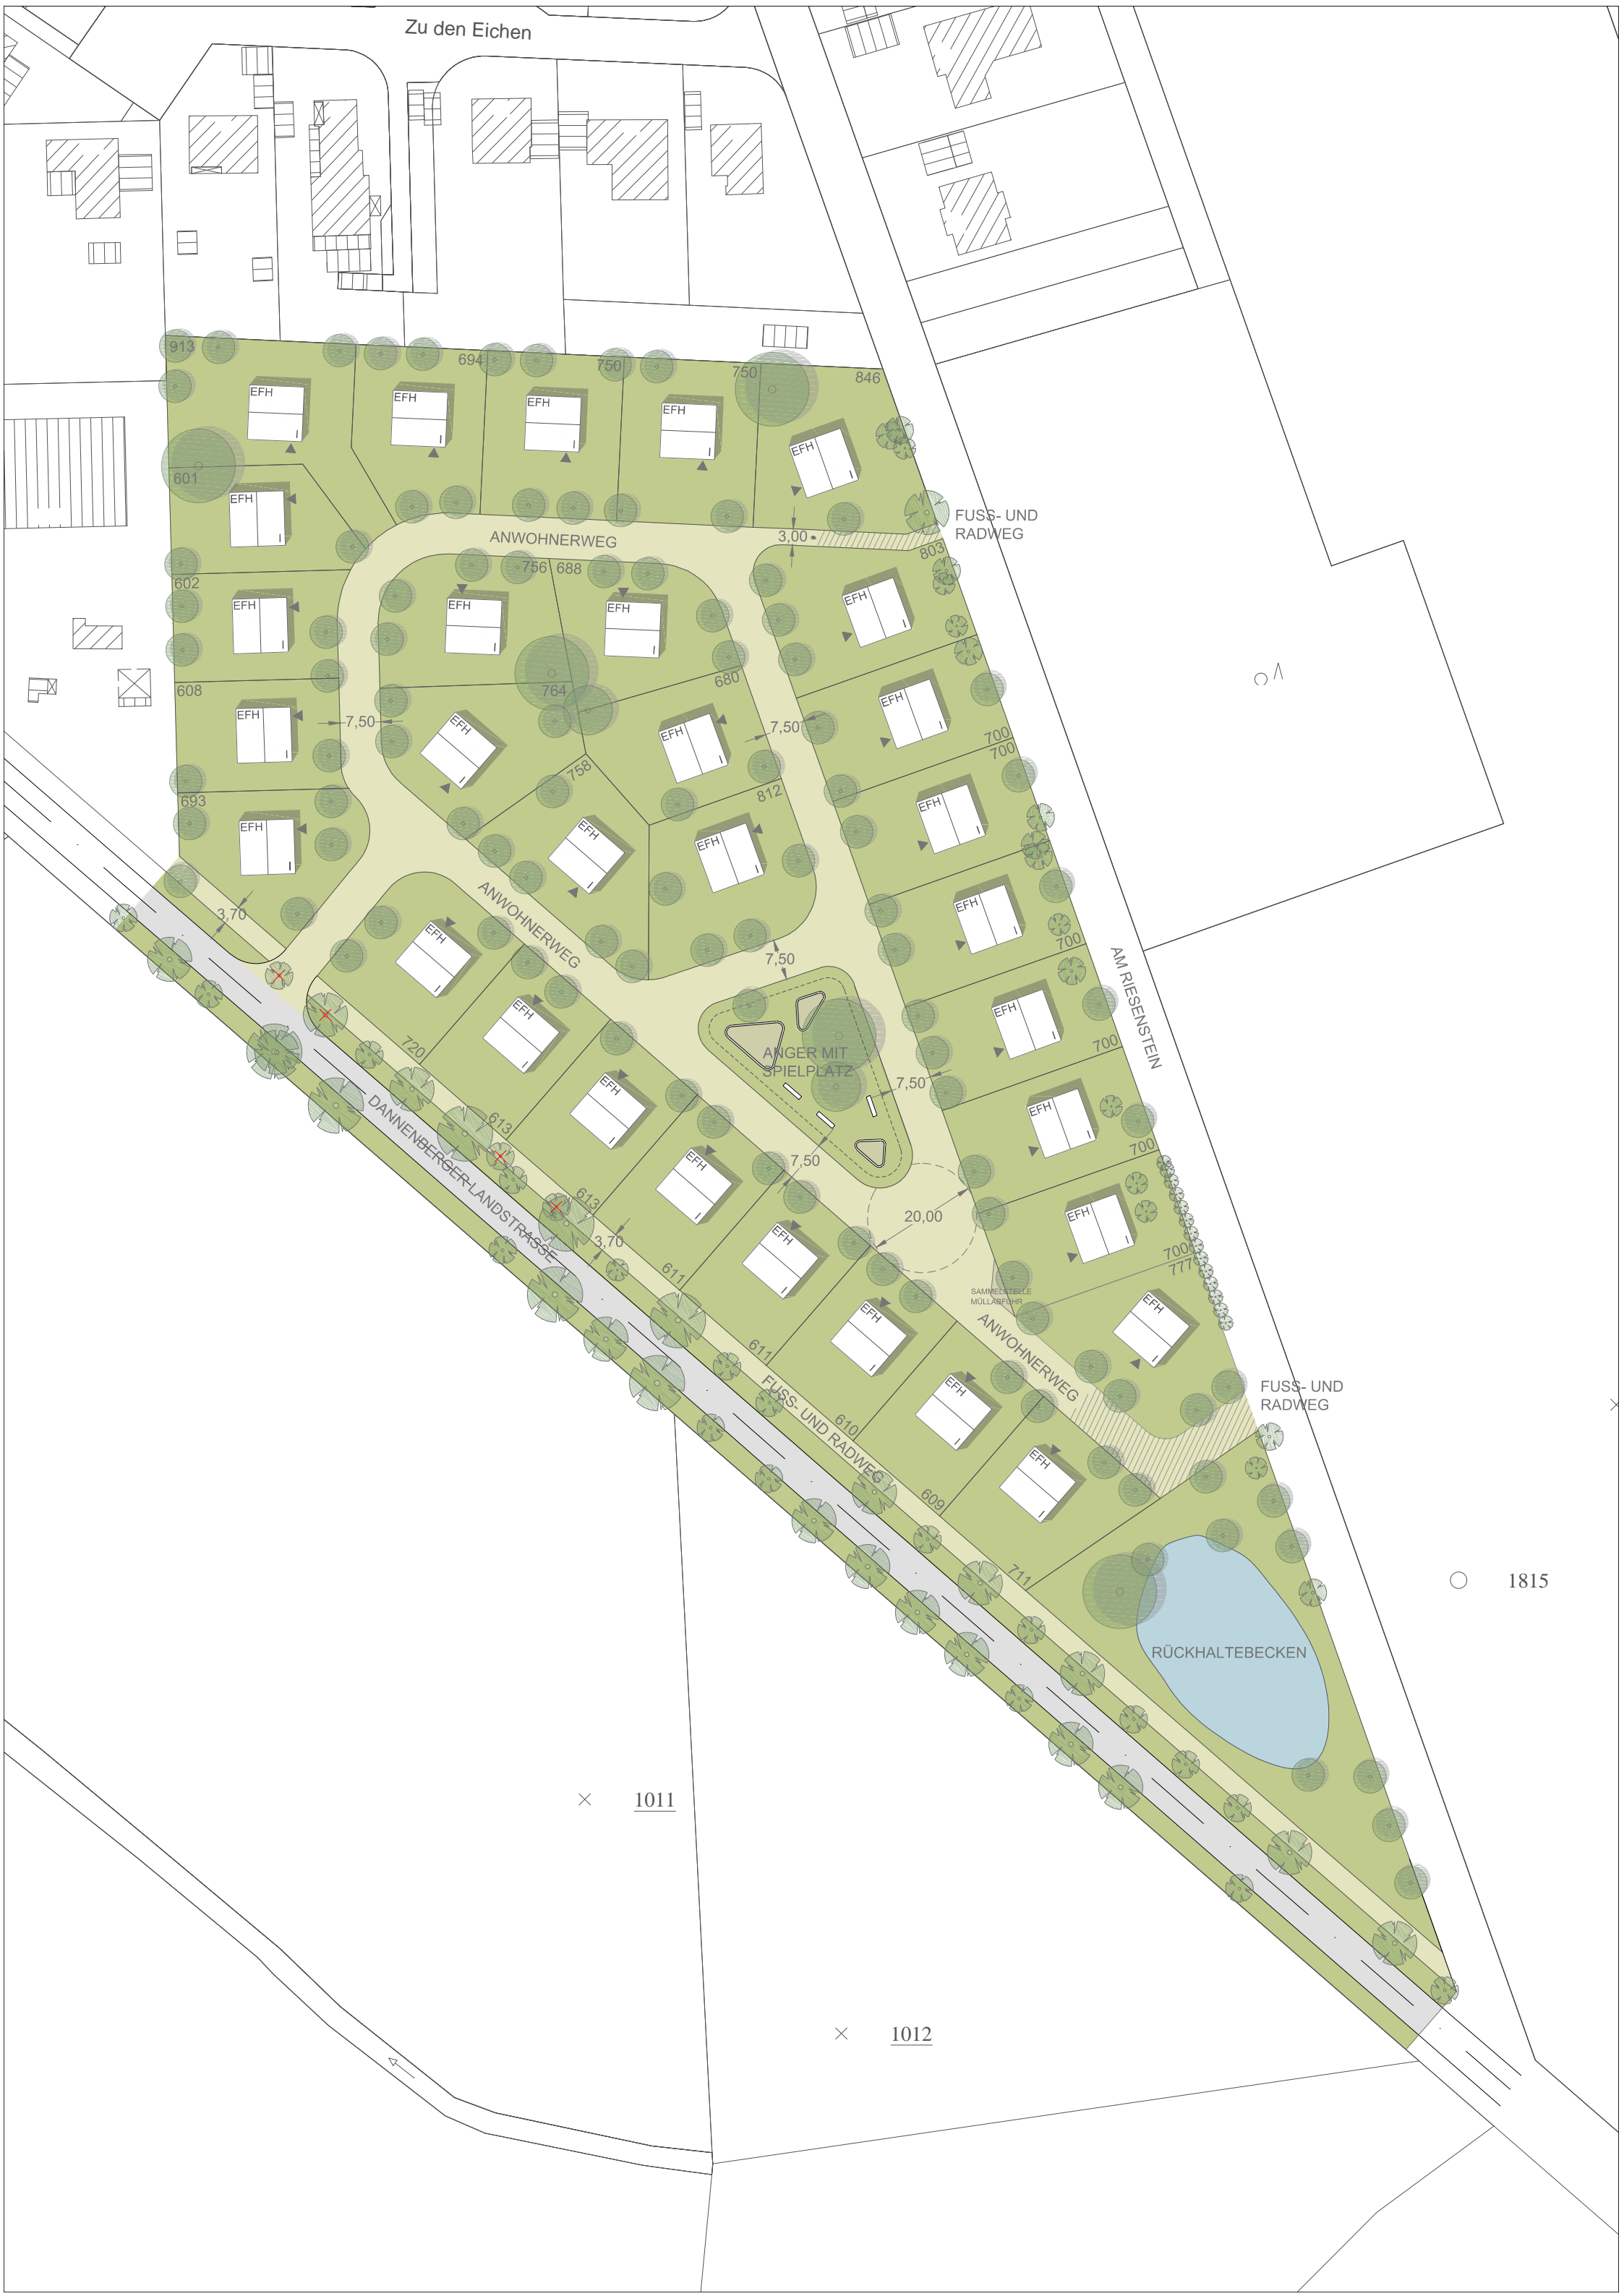 Zu den Eichen
913
694
750
750
846
EFH
EFH
EFH
EFH
EFH
601
EFH
FUSS- UND
RADWEG
ANWOHNERWEG
3,00
803
756
688
602
EFH
EFH
EFH
EFH
608
764
680
EFH
7,50
EFH
EFH
7,50
EFH
700
700
758
812
693
EFH
EFH
EFH
EFH
3,70
ANWOHNERWEG
EFH
EFH
700
7,50
AM RIESENSTEIN
EFH
EFH
720
ANGER MIT
SPIELPLATZ
700
7,50
EFH
EFH
613
DANNENBERGER-LANDSTRASSE
7,50
700
EFH
613
20,00
EFH
3,70
EFH
700
777
611
SAMMELSTELLE
MÜLLABFUHR
EFH
EFH
ANWOHNERWEG
611
FUSS- UND RADWEG
EFH
FUSS- UND
RADWEG
610
EFH
609
711
1815
RÜCKHALTEBECKEN
1011
1012